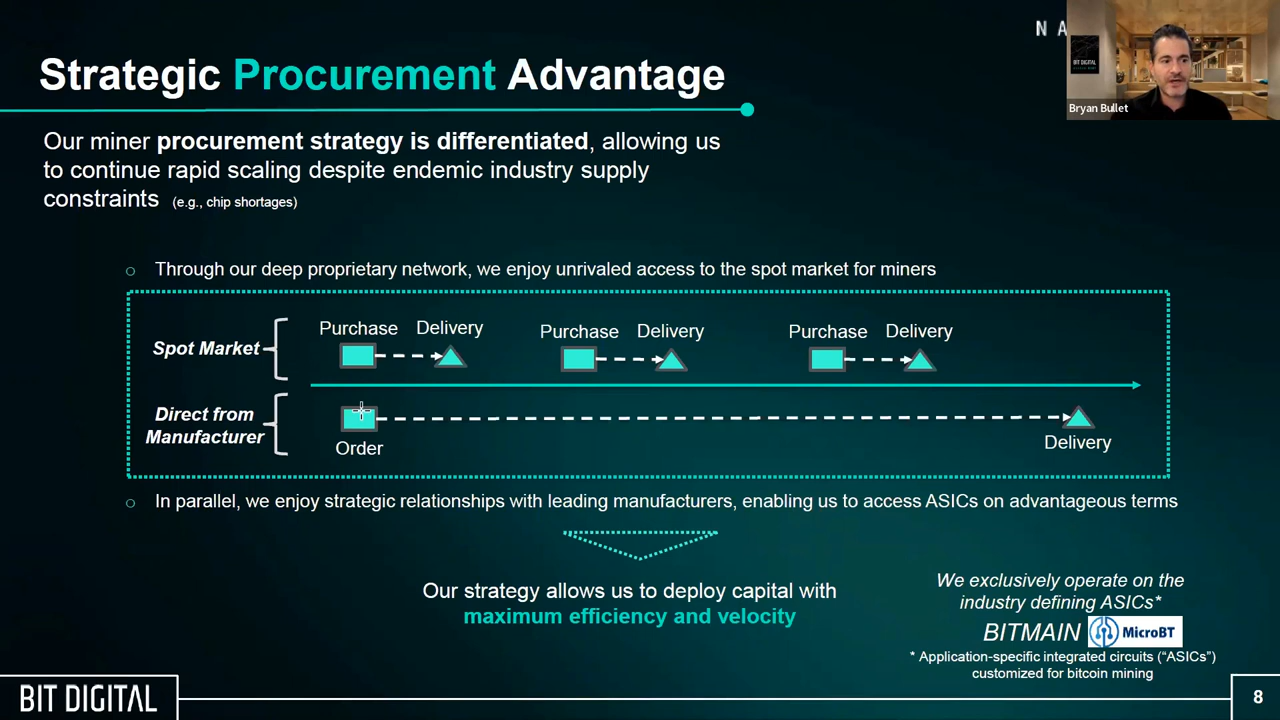 NA
Strategic Procurement Advantage
BIT DIGITAL
Bryan Bullet
Our miner procurement strategy is differentiated, allowing us
to continue rapid scaling despite endemic industry supply
constraints (e.g., chip shortages)
o Through our deep proprietary network, we enjoy unrivaled access to the spot market for miners
Spot Market
Purchase Delivery Purchase Delivery Purchase Delivery
Direct from
Manufacturer
Order
Delivery
o In parallel, we enjoy strategic relationships with leading manufacturers, enabling us to access ASICs on advantageous terms
Our strategy allows us to deploy capital with
maximum efficiency and velocity
We exclusively operate on the
industry defining ASICs*
BITMAIN MicroBT
* Application-specific integrated circuits (“ASICs”)
customized for bitcoin mining
BIT DIGITAL
8